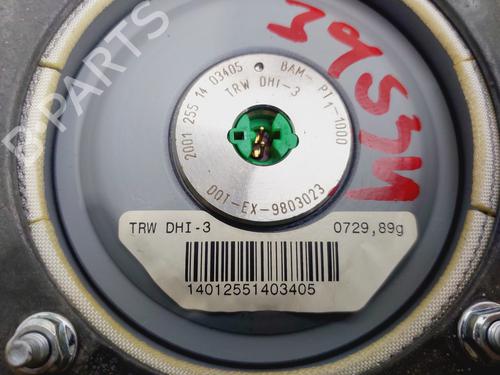 B-PARTS
3953M
2001 255 14 03405
BAM-PT1-1000
TRW DHI-3
DOT-EX-9803023
TRW DHI-3
0729,89g
14012551403405